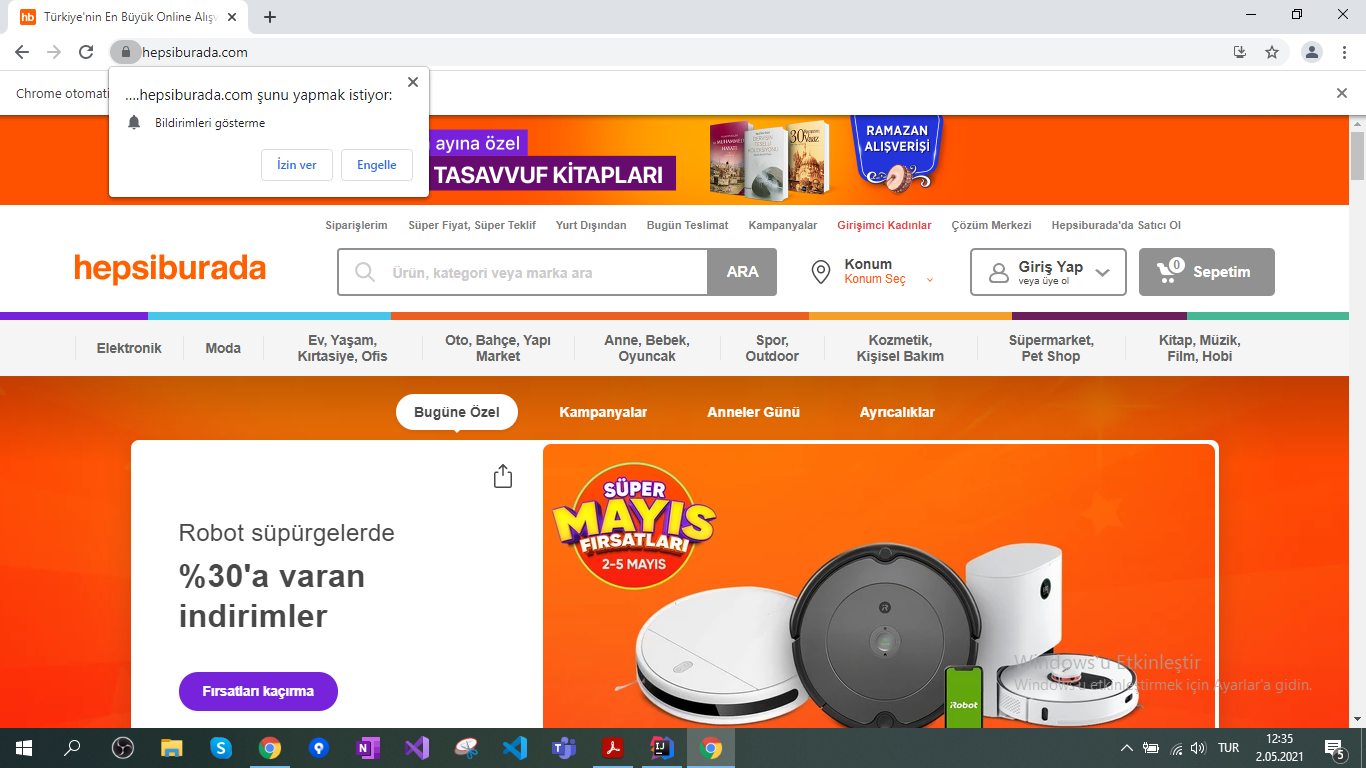 Türkiye'nin En Büyük Online Alışv
hepsiburada.com
Chrome otomati
....hepsiburada.com şunu yapmak istiyor:
Bildirimleri gösterme
İzin ver
Engelle
ayına özel
TASAVVUF KİTAPLARI
RAMAZAN
ALIŞVERİŞİ
Siparişlerim
Süper Fiyat, Süper Teklif
Yurt Dışından
Bugün Teslimat
Kampanyalar
Girişimci Kadınlar
Çözüm Merkezi
Hepsiburada'da Satıcı Ol
hepsiburada
Ürün, kategori veya marka ara
ARA
Konum
Konum Seç
Giriş Yap
veya üye ol
0
Sepetim
Elektronik
Moda
Ev, Yaşam,
Kırtasiye, Ofis
Oto, Bahçe, Yapı
Market
Anne, Bebek,
Oyuncak
Spor,
Outdoor
Kozmetik,
Kişisel Bakım
Süpermarket,
Pet Shop
Kitap, Müzik,
Film, Hobi
Bugüne Özel
Kampanyalar
Anneler Günü
Ayrıcalıklar
Robot süpürgelerde
%30'a varan
indirimler
Fırsatları kaçırma
SÜPER
MAYIS
FIRSATLARI
2-5 MAYIS
iRobot
Windows'u Etkinleştir
Windows'u etkinleştirmek için Ayarlar'a gidin.
TUR
12:35
2.05.2021
5